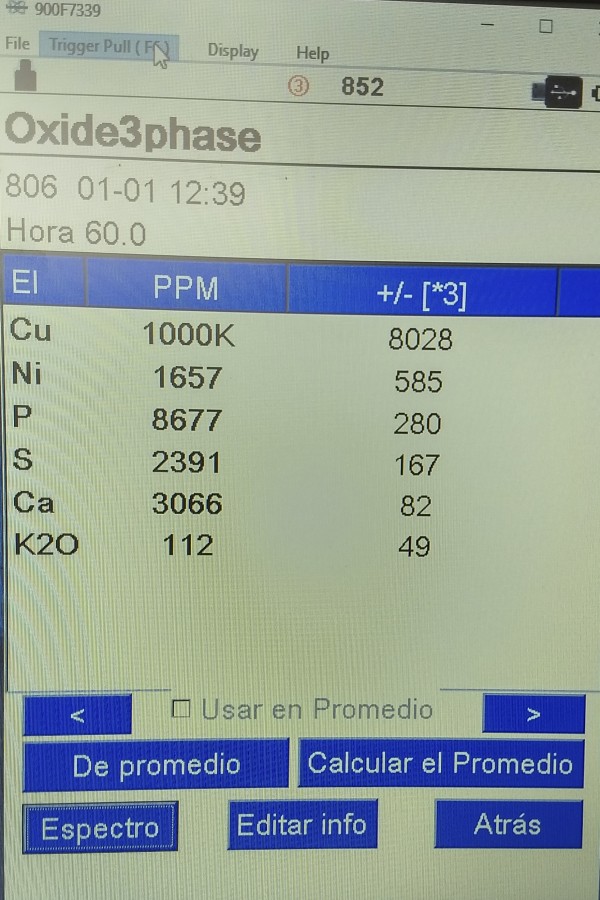 900F7339
File Trigger Pull ( F6 ) Display Help
3 852
Oxide3phase
806 01-01 12:39
Hora 60.0
El PPM +/- [*3]
Cu 1000K 8028
Ni 1657 585
P 8677 280
S 2391 167
Ca 3066 82
K2O 112 49
< Usar en Promedio >
De promedio Calcular el Promedio
Espectro Editar info Atrás